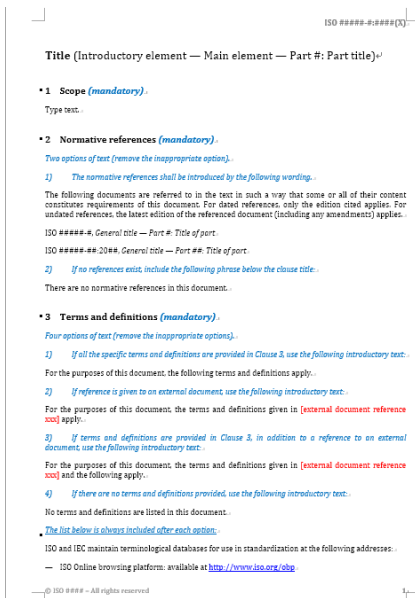 ISO #####-#:####(X)
Title (Introductory element — Main element — Part #: Part title)
1 Scope (mandatory)
Type text.
2 Normative references (mandatory)
Two options of text (remove the inappropriate option).
1) The normative references shall be introduced by the following wording.
The following documents are referred to in the text in such a way that some or all of their content
constitutes requirements of this document. For dated references, only the edition cited applies. For
undated references, the latest edition of the referenced document (including any amendments) applies.
ISO #####-#, General title — Part #: Title of part
ISO #####-##:20##, General title — Part ##: Title of part
2) If no references exist, include the following phrase below the clause title:
There are no normative references in this document.
3 Terms and definitions (mandatory)
Four options of text (remove the inappropriate options).
1) If all the specific terms and definitions are provided in Clause 3, use the following introductory text:
For the purposes of this document, the following terms and definitions apply.
2) If reference is given to an external document, use the following introductory text:
For the purposes of this document, the terms and definitions given in [external document reference
xxx] apply.
3) If terms and definitions are provided in Clause 3, in addition to a reference to an external
document, use the following introductory text:
For the purposes of this document, the terms and definitions given in [external document reference
xxx] and the following apply.
4) If there are no terms and definitions provided, use the following introductory text:
No terms and definitions are listed in this document.
The list below is always included after each option:
ISO and IEC maintain terminological databases for use in standardization at the following addresses:
— ISO Online browsing platform: available at http://www.iso.org/obp
© ISO #### – All rights reserved 1